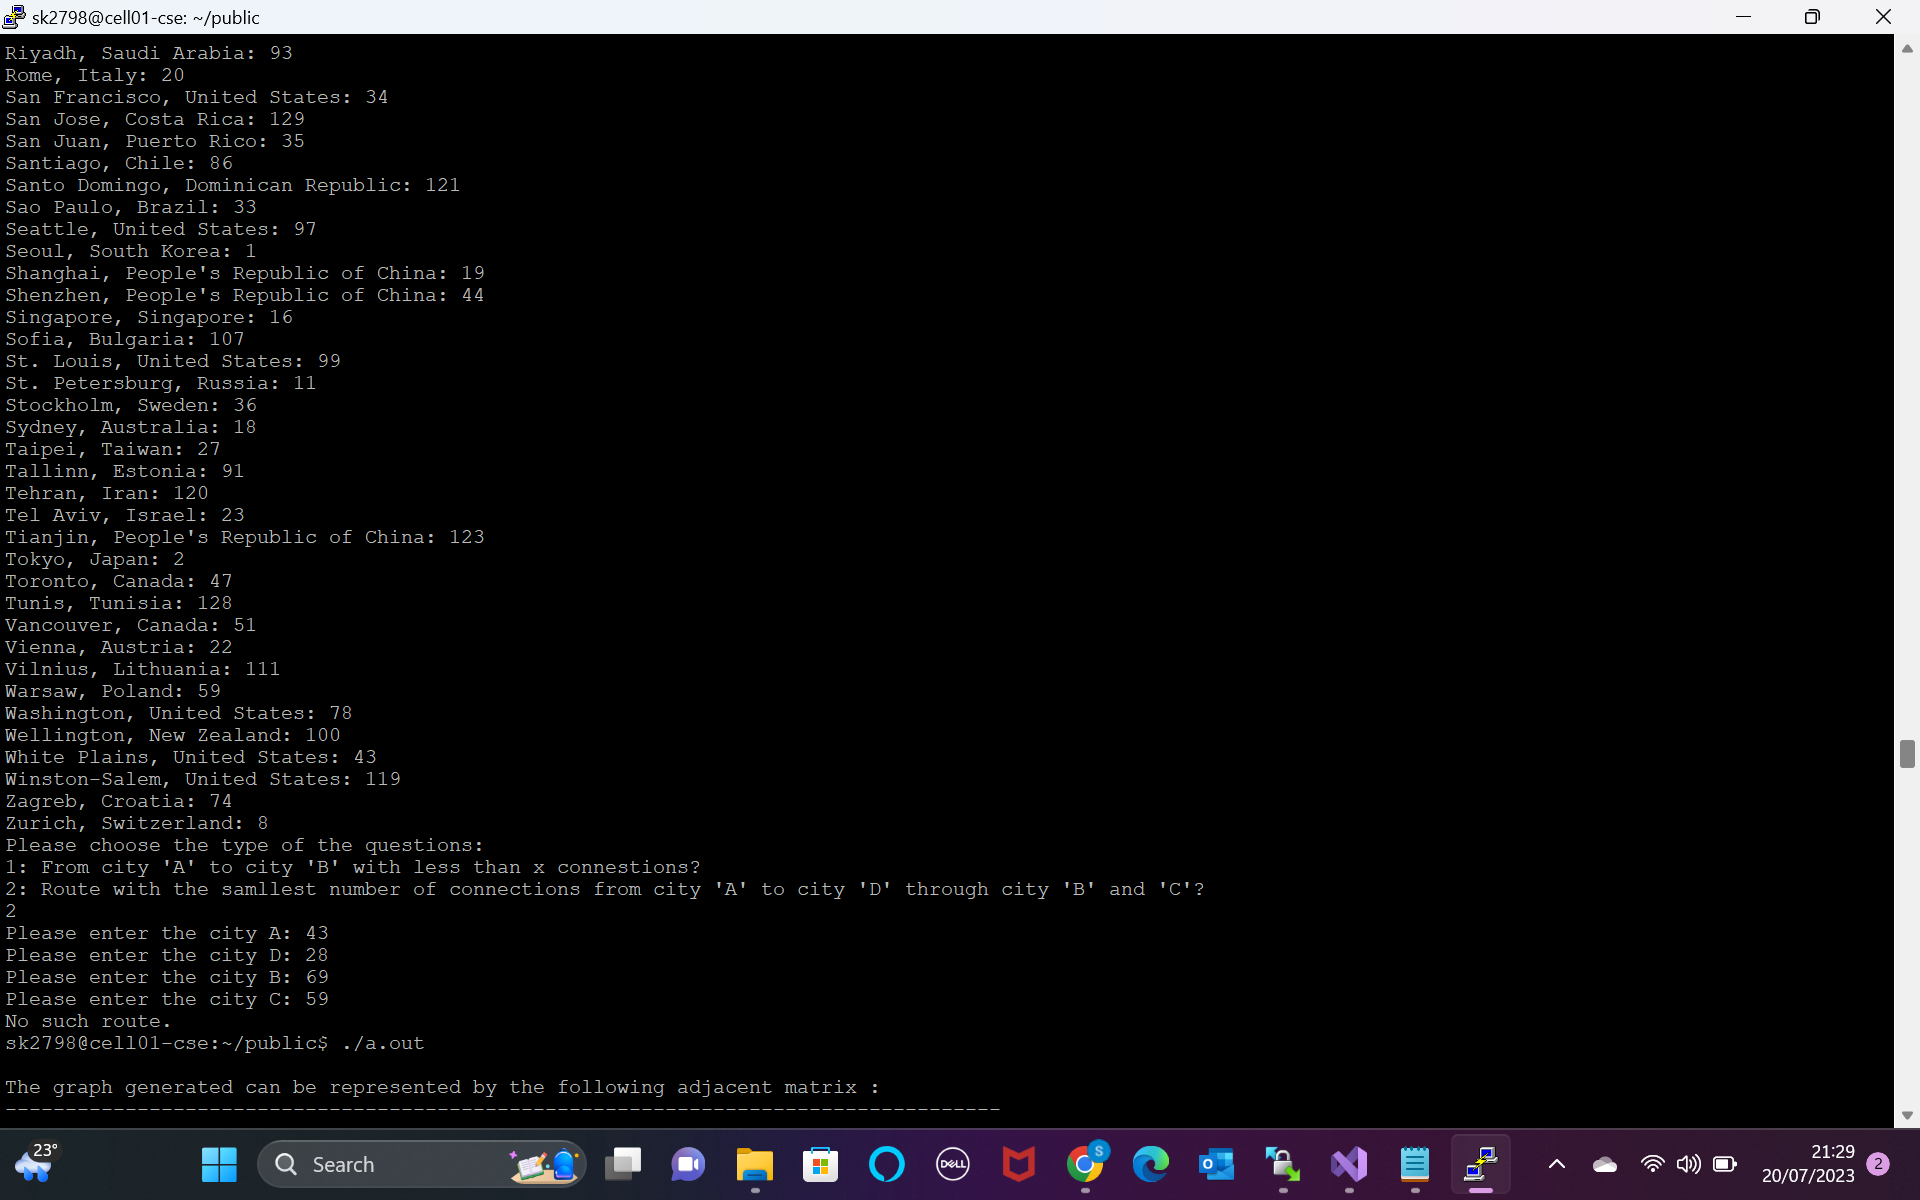 sk2798@cell01-cse: ~/public
Riyadh, Saudi Arabia: 93
Rome, Italy: 20
San Francisco, United States: 34
San Jose, Costa Rica: 129
San Juan, Puerto Rico: 35
Santiago, Chile: 86
Santo Domingo, Dominican Republic: 121
Sao Paulo, Brazil: 33
Seattle, United States: 97
Seoul, South Korea: 1
Shanghai, People's Republic of China: 19
Shenzhen, People's Republic of China: 44
Singapore, Singapore: 16
Sofia, Bulgaria: 107
St. Louis, United States: 99
St. Petersburg, Russia: 11
Stockholm, Sweden: 36
Sydney, Australia: 18
Taipei, Taiwan: 27
Tallinn, Estonia: 91
Tehran, Iran: 120
Tel Aviv, Israel: 23
Tianjin, People's Republic of China: 123
Tokyo, Japan: 2
Toronto, Canada: 47
Tunis, Tunisia: 128
Vancouver, Canada: 51
Vienna, Austria: 22
Vilnius, Lithuania: 111
Warsaw, Poland: 59
Washington, United States: 78
Wellington, New Zealand: 100
White Plains, United States: 43
Winston-Salem, United States: 119
Zagreb, Croatia: 74
Zurich, Switzerland: 8
Please choose the type of the questions:
1: From city 'A' to city 'B' with less than x connestions?
2: Route with the samllest number of connections from city 'A' to city 'D' through city 'B' and 'C'?
2
Please enter the city A: 43
Please enter the city D: 28
Please enter the city B: 69
Please enter the city C: 59
No such route.
sk2798@cell01-cse:~/public$ ./a.out
The graph generated can be represented by the following adjacent matrix :
-----------------------------------------------------------------------------------
23°
Search
DELL
S
21:29
20/07/2023
2